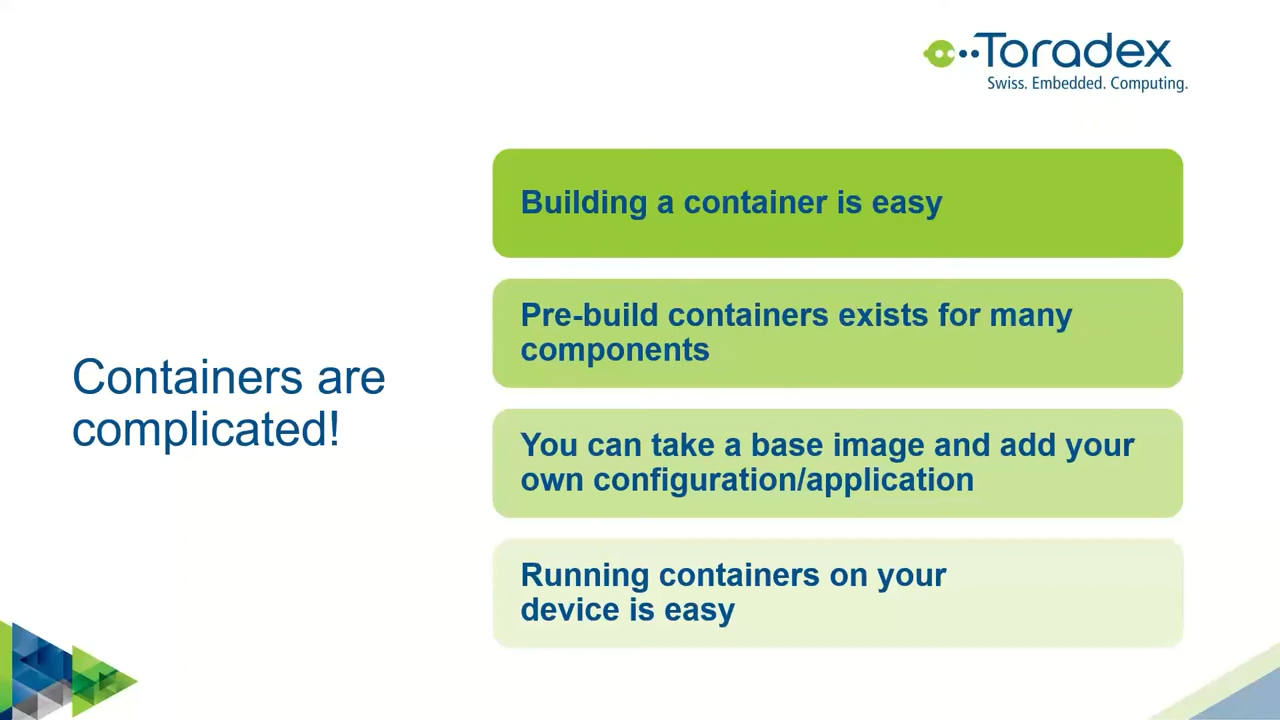 Toradex
Swiss. Embedded. Computing.
Containers are
complicated!
Building a container is easy
Pre-build containers exists for many
components
You can take a base image and add your
own configuration/application
Running containers on your
device is easy